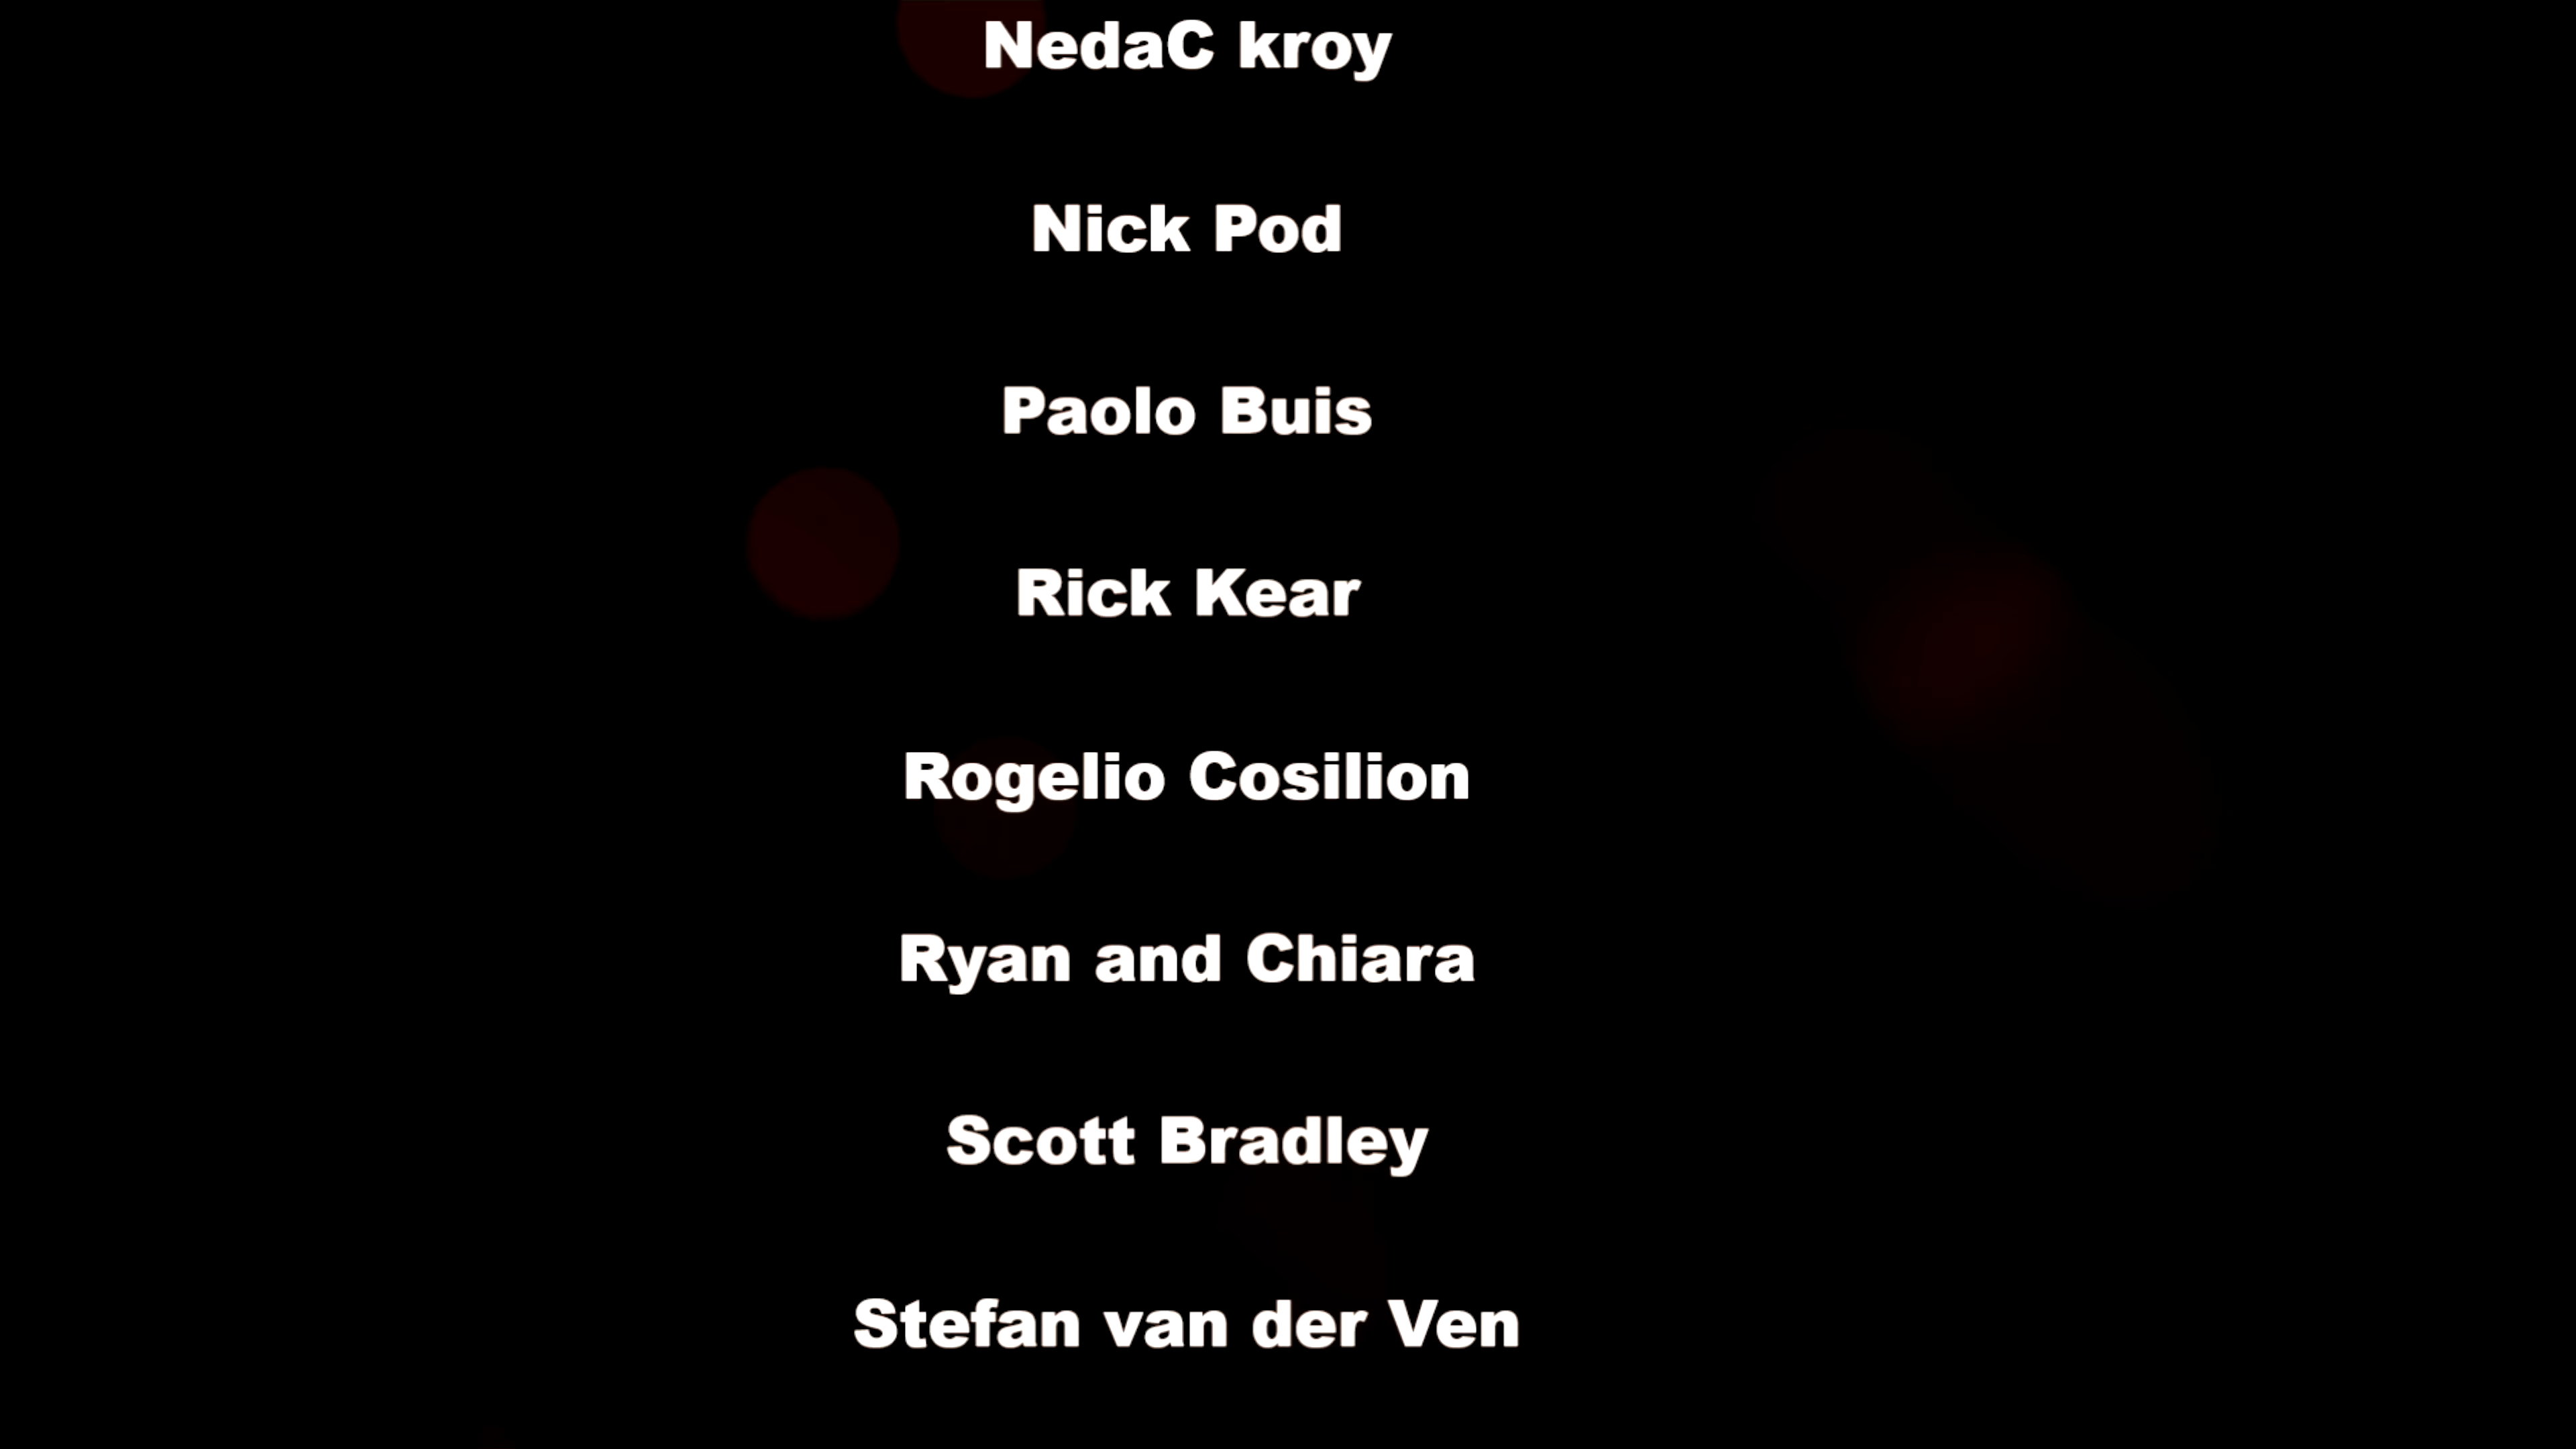 NedaC kroy
Nick Pod
Paolo Buis
Rick Kear
Rogelio Cosilion
Ryan and Chiara
Scott Bradley
Stefan van der Ven